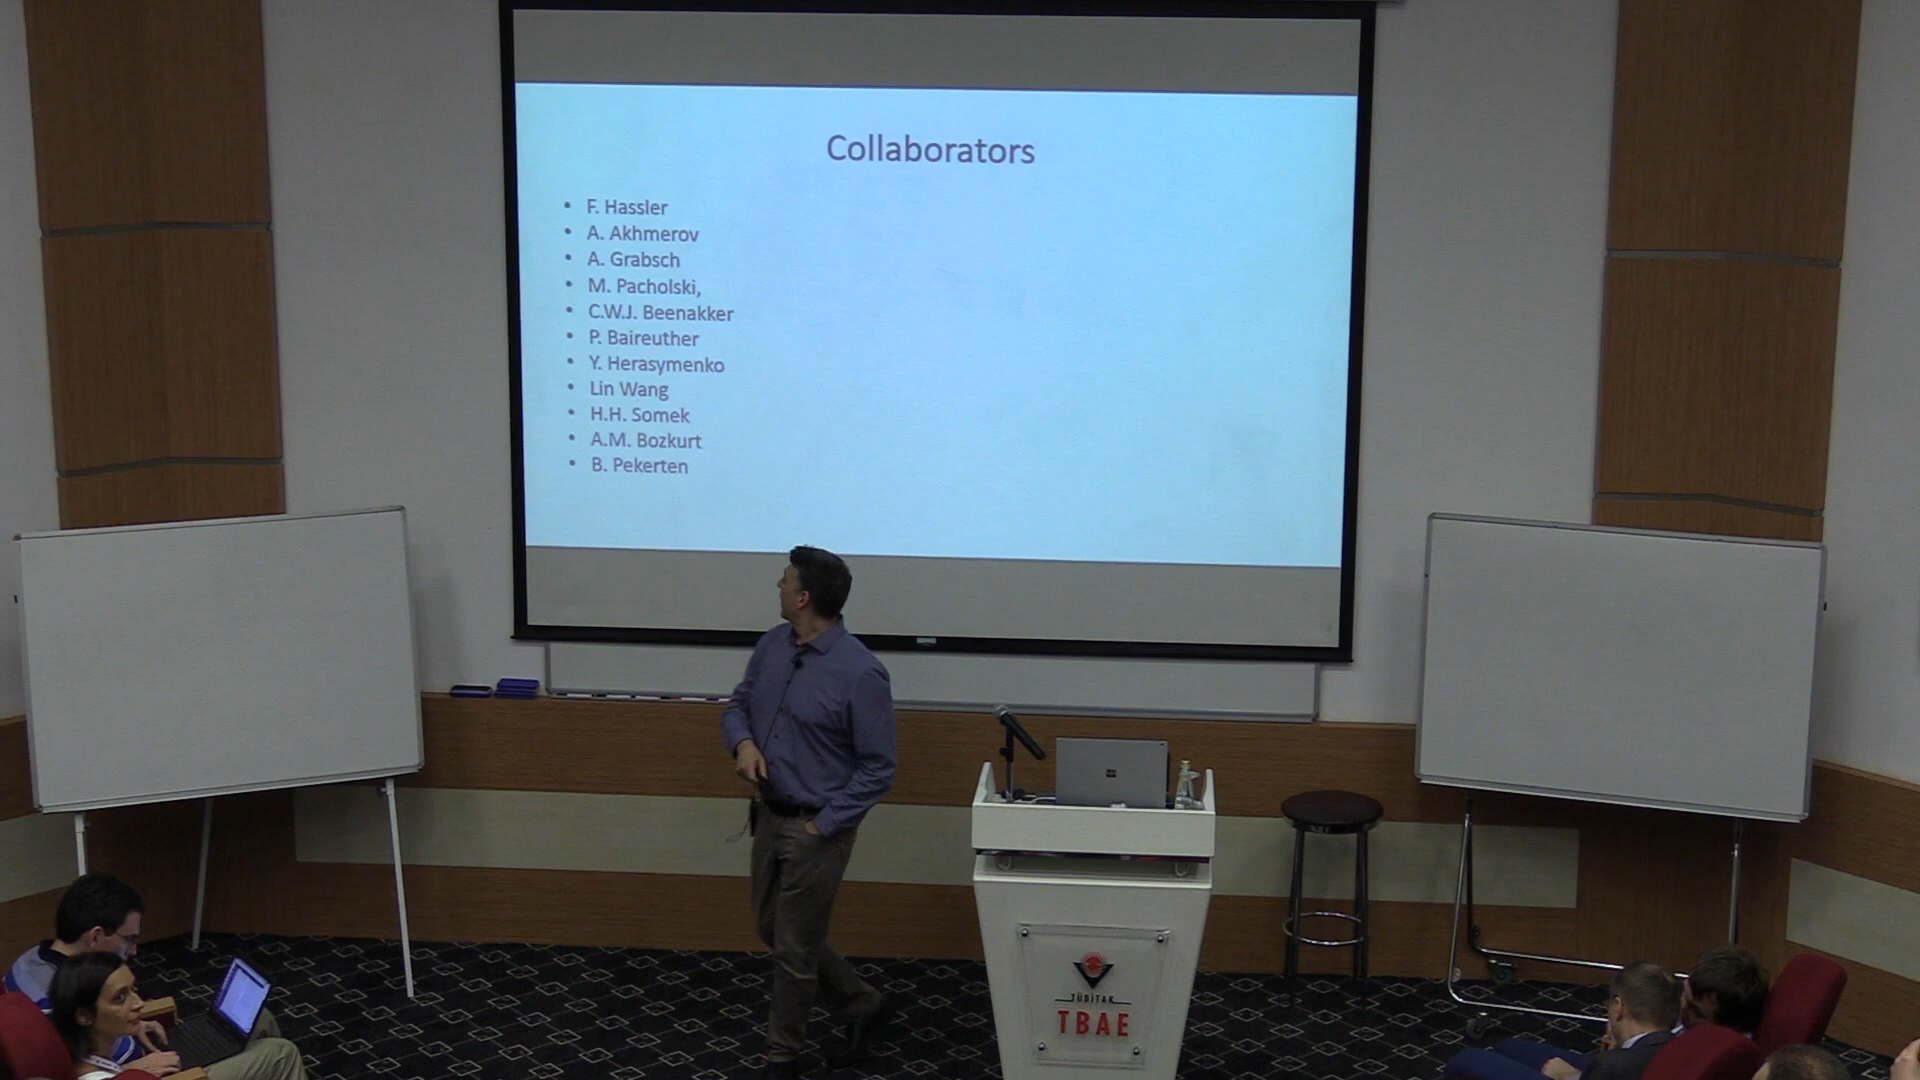 Collaborators
• F. Hassler
• A. Akhmerov
• A. Grabsch
• M. Pacholski,
• C.W.J. Beenakker
• P. Baireuther
• Y. Herasymenko
• Lin Wang
• H.H. Somek
• A.M. Bozkurt
• B. Pekerten
TÜBİTAK
TBAE